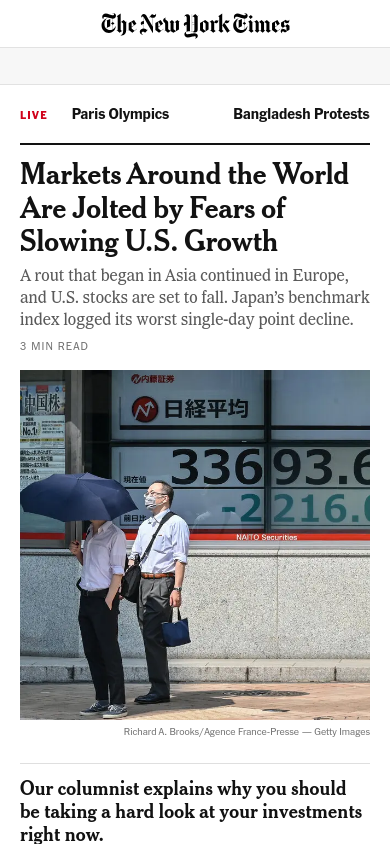 The New York Times
LIVE Paris Olympics Bangladesh Protests
Markets Around the World
Are Jolted by Fears of
Slowing U.S. Growth
A rout that began in Asia continued in Europe,
and U.S. stocks are set to fall. Japan’s benchmark
index logged its worst single-day point decline.
3 MIN READ
内藤証券
中国株
No.1
日経平均
現在値
33693.6
前日比
-2216.0
NAITO Securities
Richard A. Brooks/Agence France-Presse — Getty Images
Our columnist explains why you should
be taking a hard look at your investments
right now.